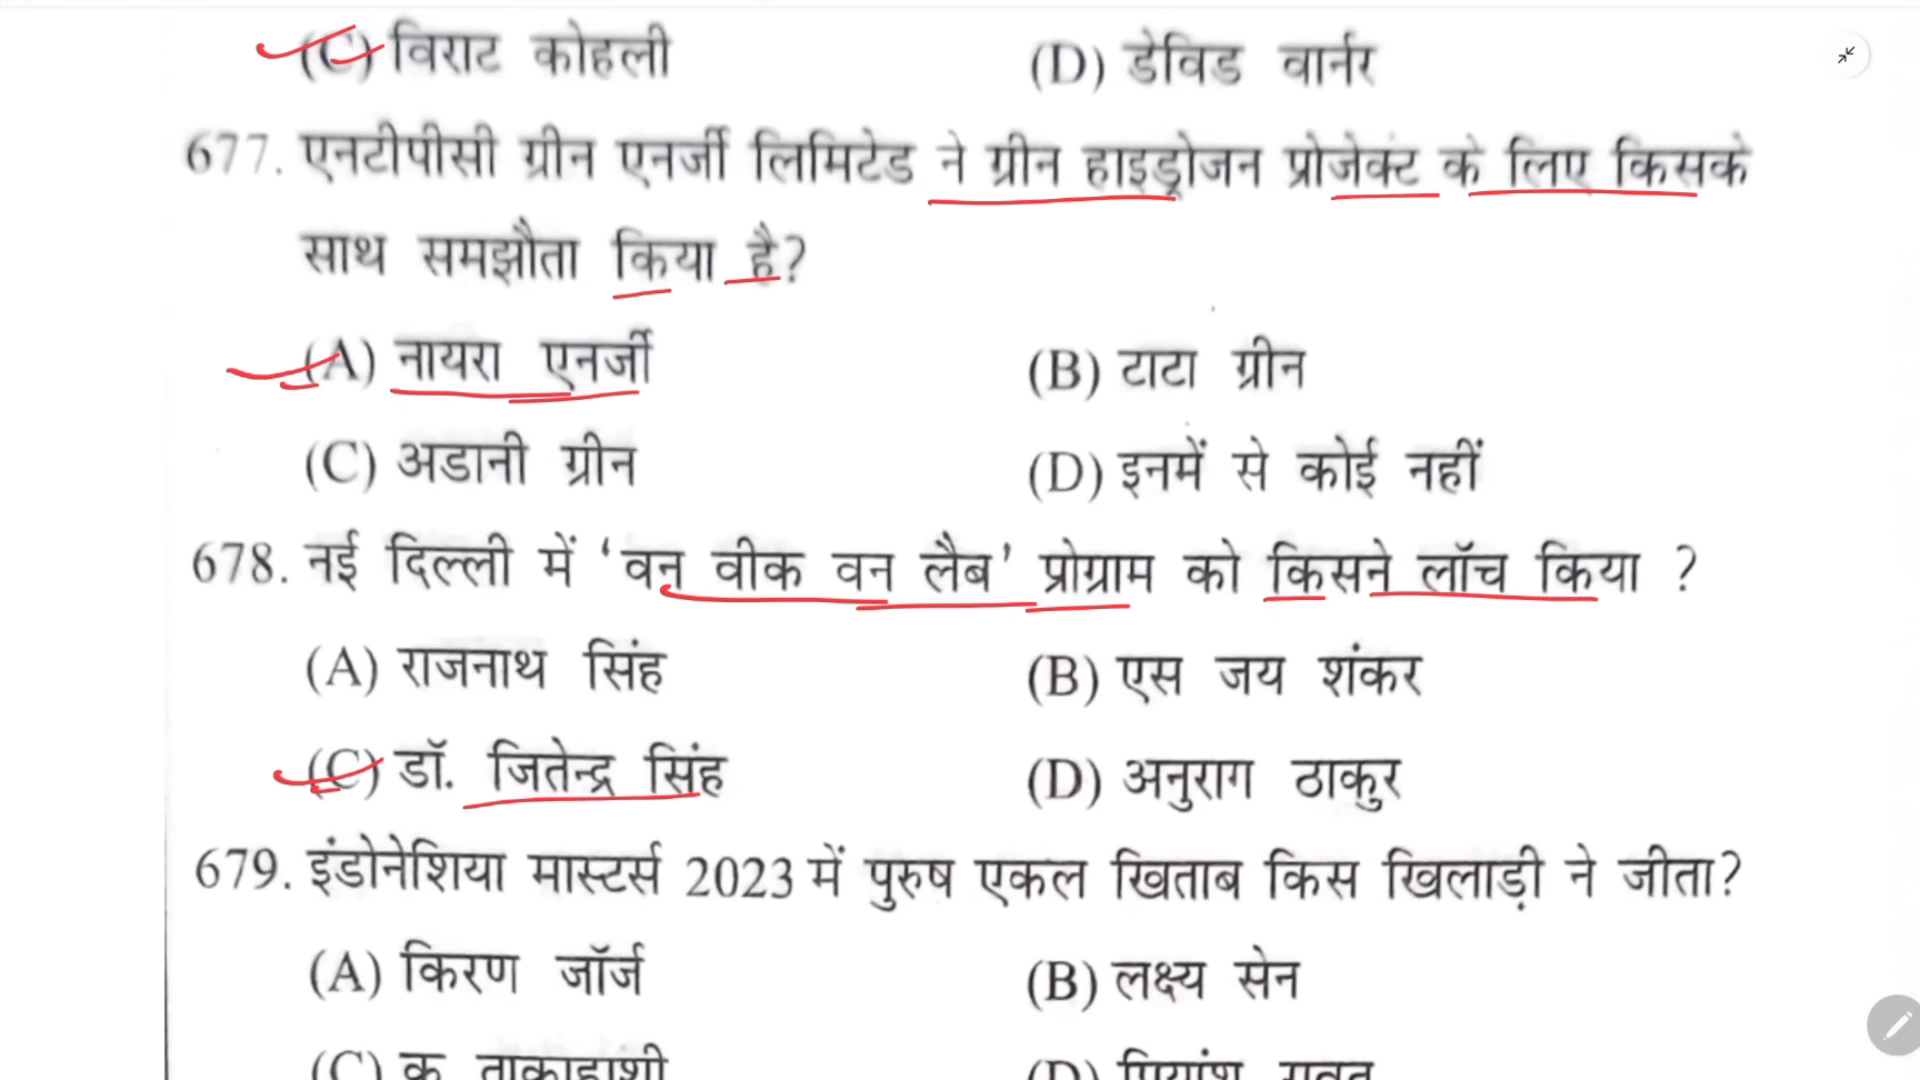 (C) विराट कोहली (D) डेविड वार्नर
677. एनटीपीसी ग्रीन एनर्जी लिमिटेड ने ग्रीन हाइड्रोजन प्रोजेक्ट के लिए किसके
साथ समझौता किया है?
(A) नायरा एनर्जी (B) टाटा ग्रीन
(C) अडानी ग्रीन (D) इनमें से कोई नहीं
678. नई दिल्ली में ‘वन वीक वन लैब’ प्रोग्राम को किसने लॉच किया ?
(A) राजनाथ सिंह (B) एस जय शंकर
(C) डॉ. जितेन्द्र सिंह (D) अनुराग ठाकुर
679. इंडोनेशिया मास्टर्स 2023 में पुरुष एकल खिताब किस खिलाड़ी ने जीता?
(A) किरण जॉर्ज (B) लक्ष्य सेन
(C) (D)